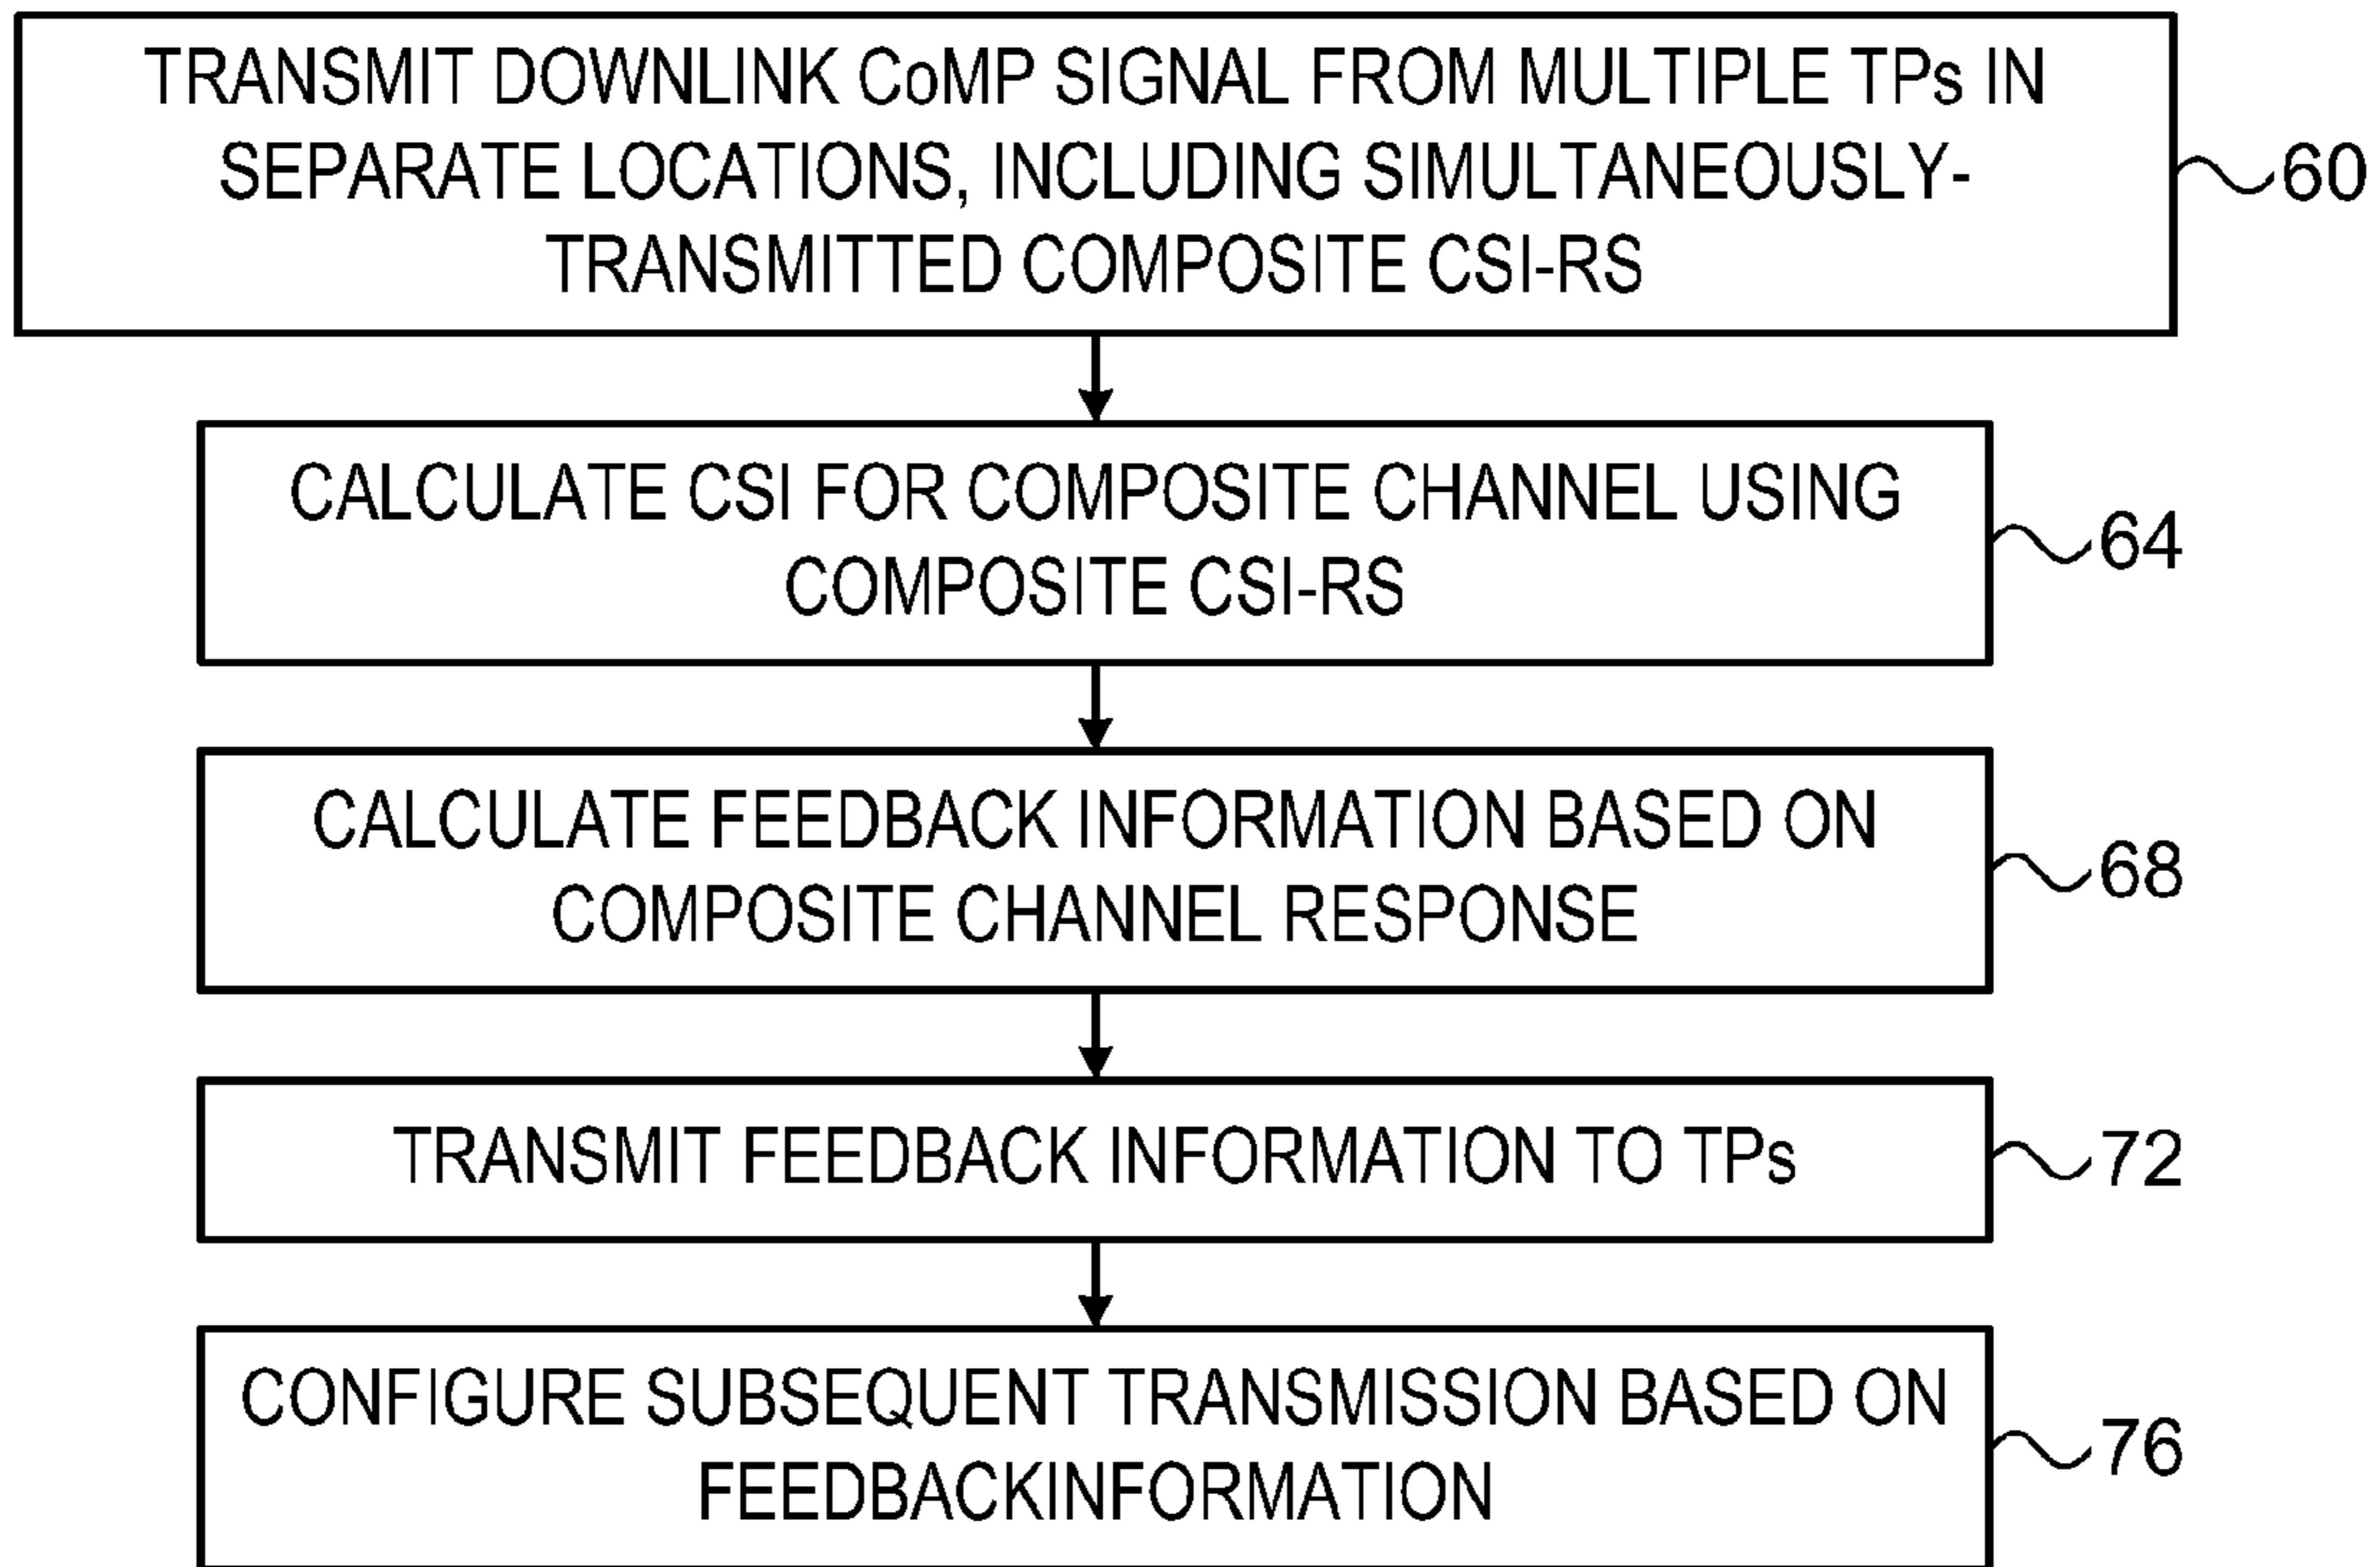 TRANSMIT DOWNLINK CoMP SIGNAL FROM MULTIPLE TPs IN
SEPARATE LOCATIONS, INCLUDING SIMULTANEOUSLY-
TRANSMITTED COMPOSITE CSI-RS
60
CALCULATE CSI FOR COMPOSITE CHANNEL USING
COMPOSITE CSI-RS
64
CALCULATE FEEDBACK INFORMATION BASED ON
COMPOSITE CHANNEL RESPONSE
68
TRANSMIT FEEDBACK INFORMATION TO TPs
72
CONFIGURE SUBSEQUENT TRANSMISSION BASED ON
FEEDBACKINFORMATION
76